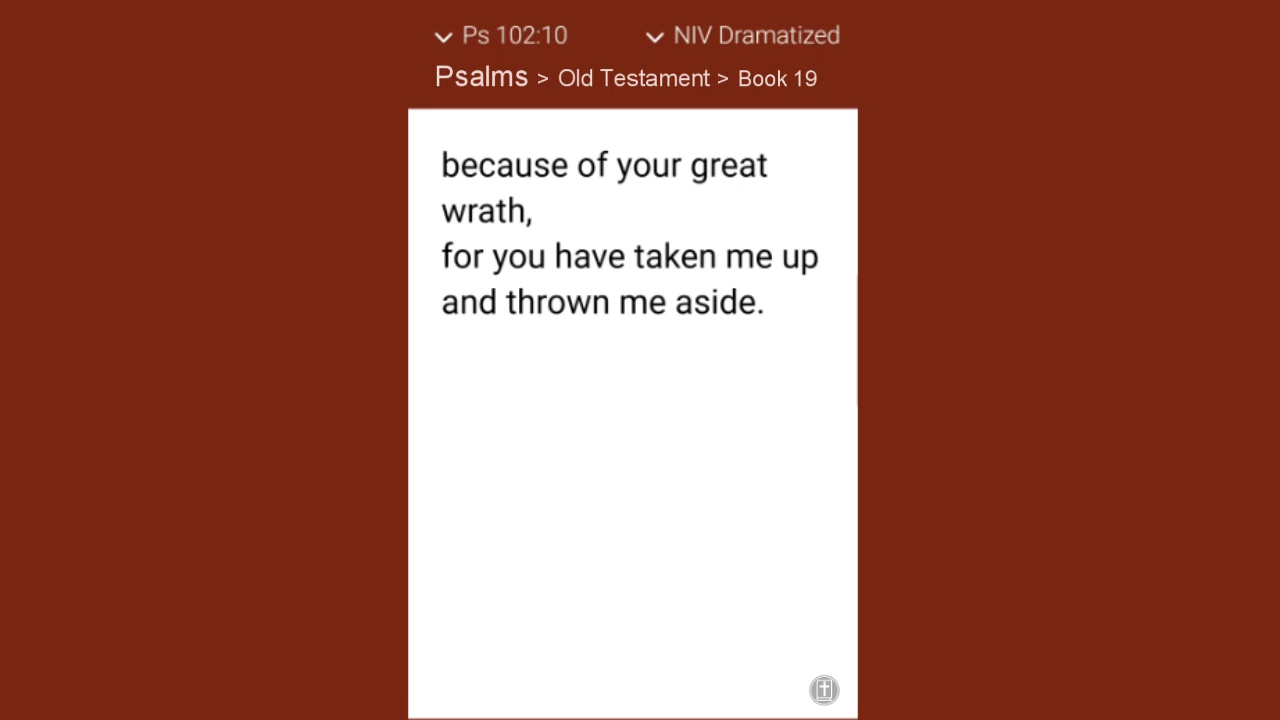 Ps 102:10 NIV Dramatized
Psalms > Old Testament > Book 19
because of your great
wrath,
for you have taken me up
and thrown me aside.